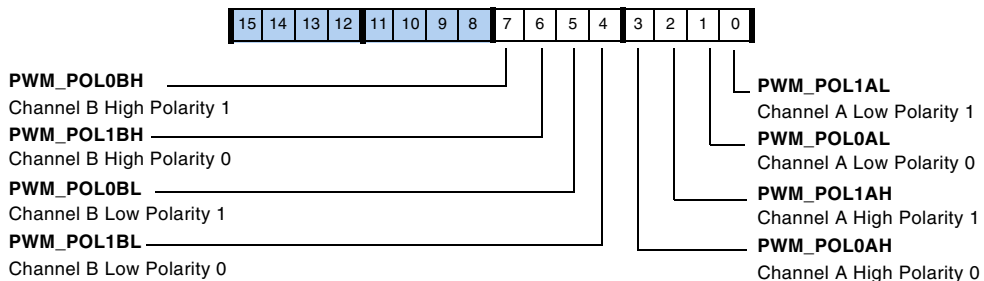 15 14 13 12 11 10 9 8 7 6 5 4 3 2 1 0
PWM_POL0BH
Channel B High Polarity 1
PWM_POL1BH
Channel B High Polarity 0
PWM_POL0BL
Channel B Low Polarity 1
PWM_POL1BL
Channel B Low Polarity 0
PWM_POL1AL
Channel A Low Polarity 1
PWM_POL0AL
Channel A Low Polarity 0
PWM_POL1AH
Channel A High Polarity 1
PWM_POL0AH
Channel A High Polarity 0